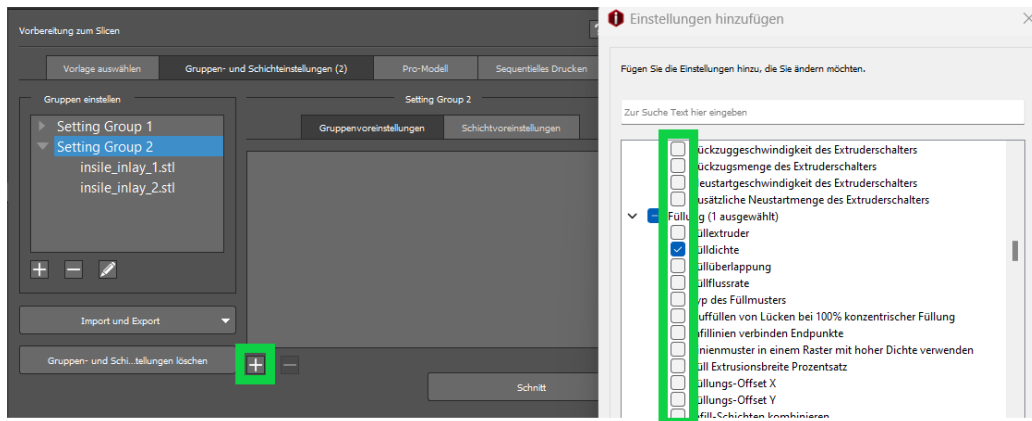 Vorbereitung zum Slicen
?
Vorlage auswählen
Gruppen- und Schichteinstellungen (2)
Pro-Modell
Sequentielles Drucken
Gruppen einstellen
Setting Group 1
Setting Group 2
insile_inlay_1.stl
insile_inlay_2.stl
Import und Export
Gruppen- und Schi...tellungen löschen
Setting Group 2
Gruppenvoreinstellungen
Schichtvoreinstellungen
Schnitt
Einstellungen hinzufügen
Fügen Sie die Einstellungen hinzu, die Sie ändern möchten.
Zur Suche Text hier eingeben
ückzuggeschwindigkeit des Extruderschalters
ückzugsmenge des Extruderschalters
eustartgeschwindigkeit des Extruderschalters
usätzliche Neustartmenge des Extruderschalters
Füllung (1 ausgewählt)
üllextruder
ülldichte
üllüberlappung
üllflussrate
yp des Füllmusters
uffüllen von Lücken bei 100% konzentrischer Füllung
nfillinien verbinden Endpunkte
inienmuster in einem Raster mit hoher Dichte verwenden
üll Extrusionsbreite Prozentsatz
üllungs-Offset X
üllungs-Offset Y
nfill-Schichten kombinieren